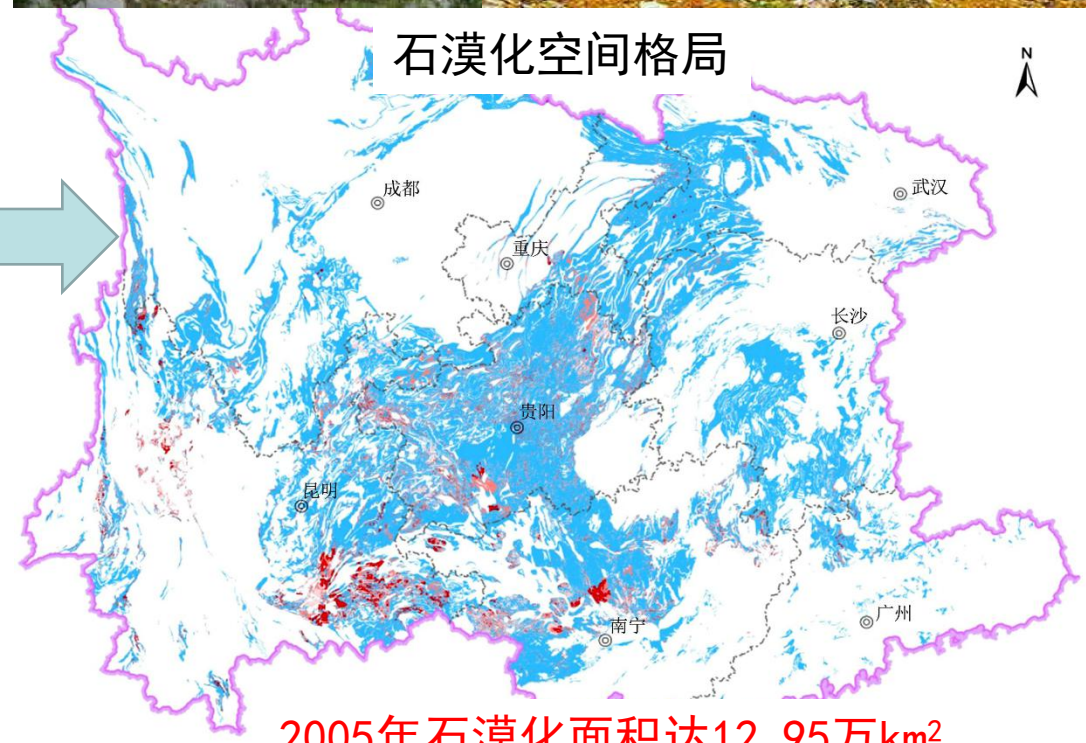 石漠化空间格局
N
成都
武汉
重庆
长沙
贵阳
昆明
广州
南宁
2005年石漠化面积达12.95万km²